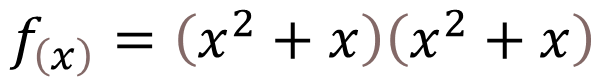 f(x) = (x² + x)(x² + x)